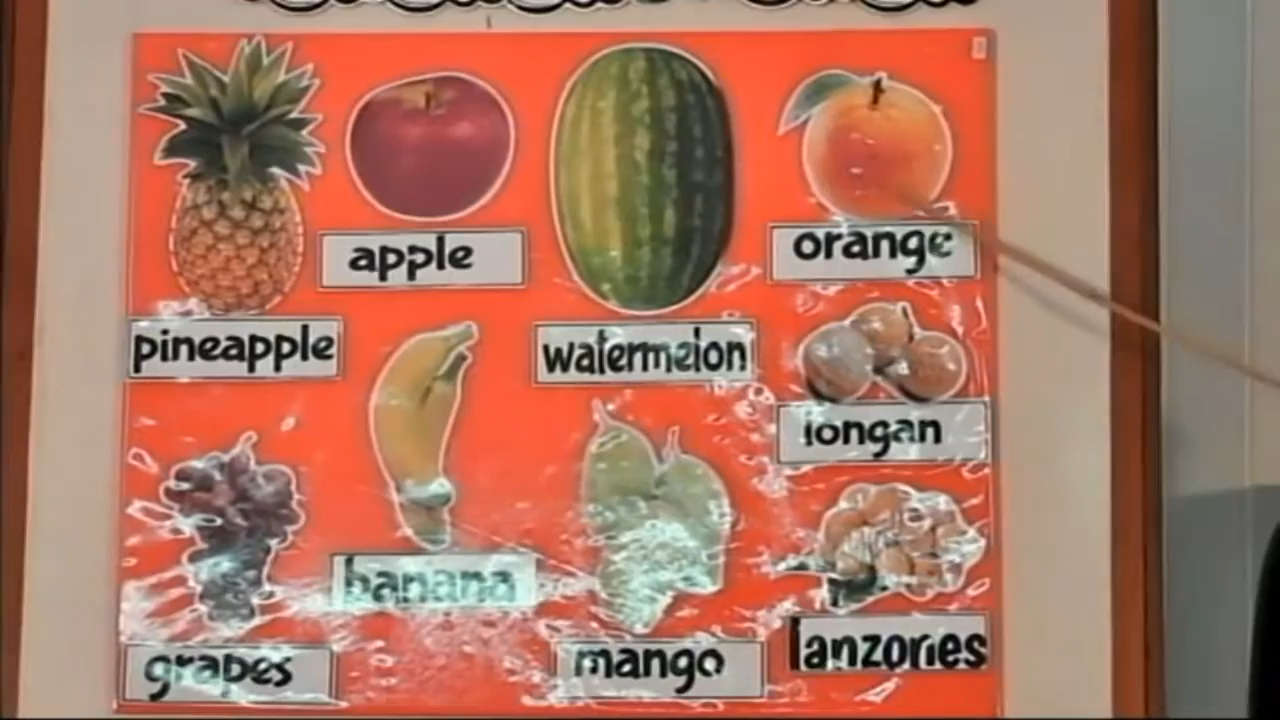 apple
orange
pineapple
watermelon
longan
banana
grapes
mango
lanzones